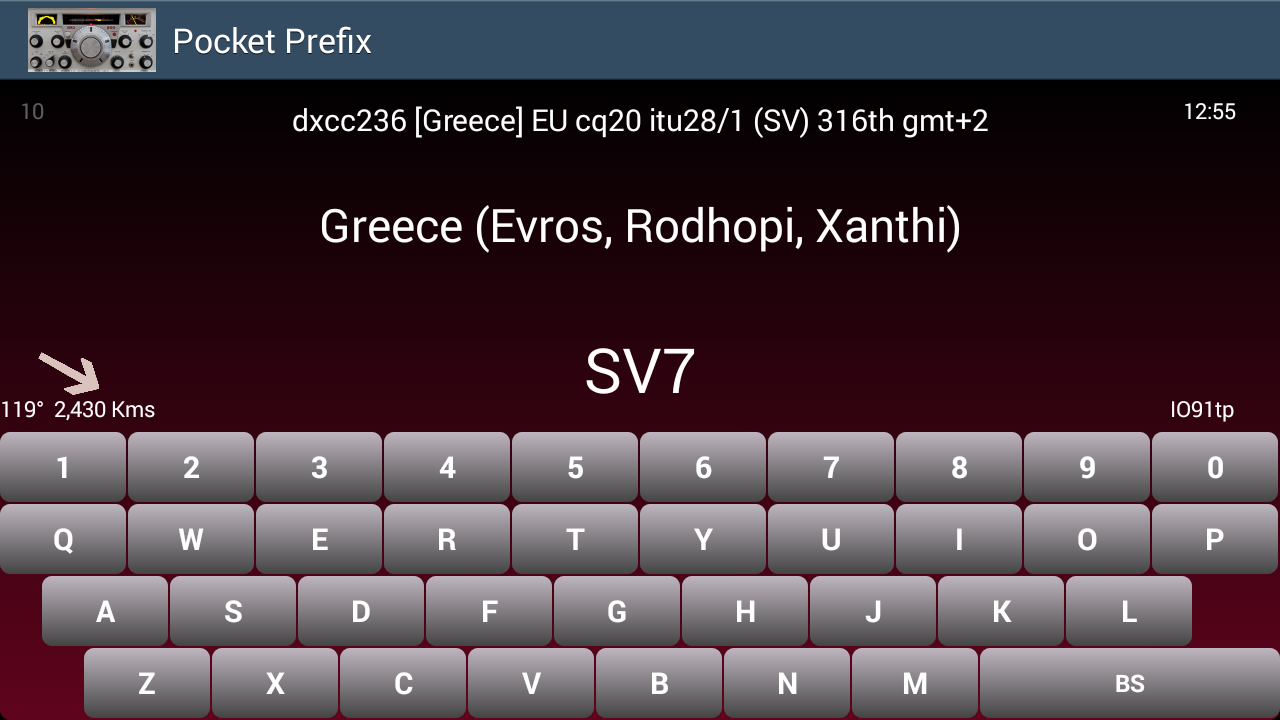 Pocket Prefix
10
dxcc236 [Greece] EU cq20 itu28/1 (SV) 316th gmt+2
12:55
Greece (Evros, Rodhopi, Xanthi)
SV7
119° 2,430 Kms
IO91tp
1 2 3 4 5 6 7 8 9 0
Q W E R T Y U I O P
A S D F G H J K L
Z X C V B N M BS